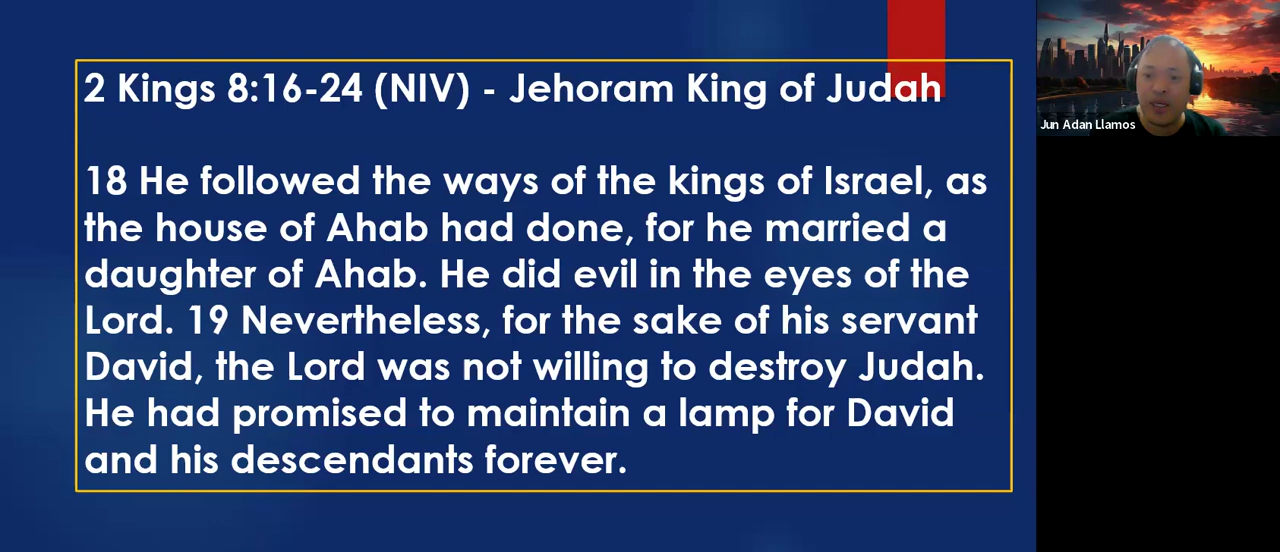 2 Kings 8:16-24 (NIV) - Jehoram King of Judah
18 He followed the ways of the kings of Israel, as
the house of Ahab had done, for he married a
daughter of Ahab. He did evil in the eyes of the
Lord. 19 Nevertheless, for the sake of his servant
David, the Lord was not willing to destroy Judah.
He had promised to maintain a lamp for David
and his descendants forever.
Jun Adan Llamos